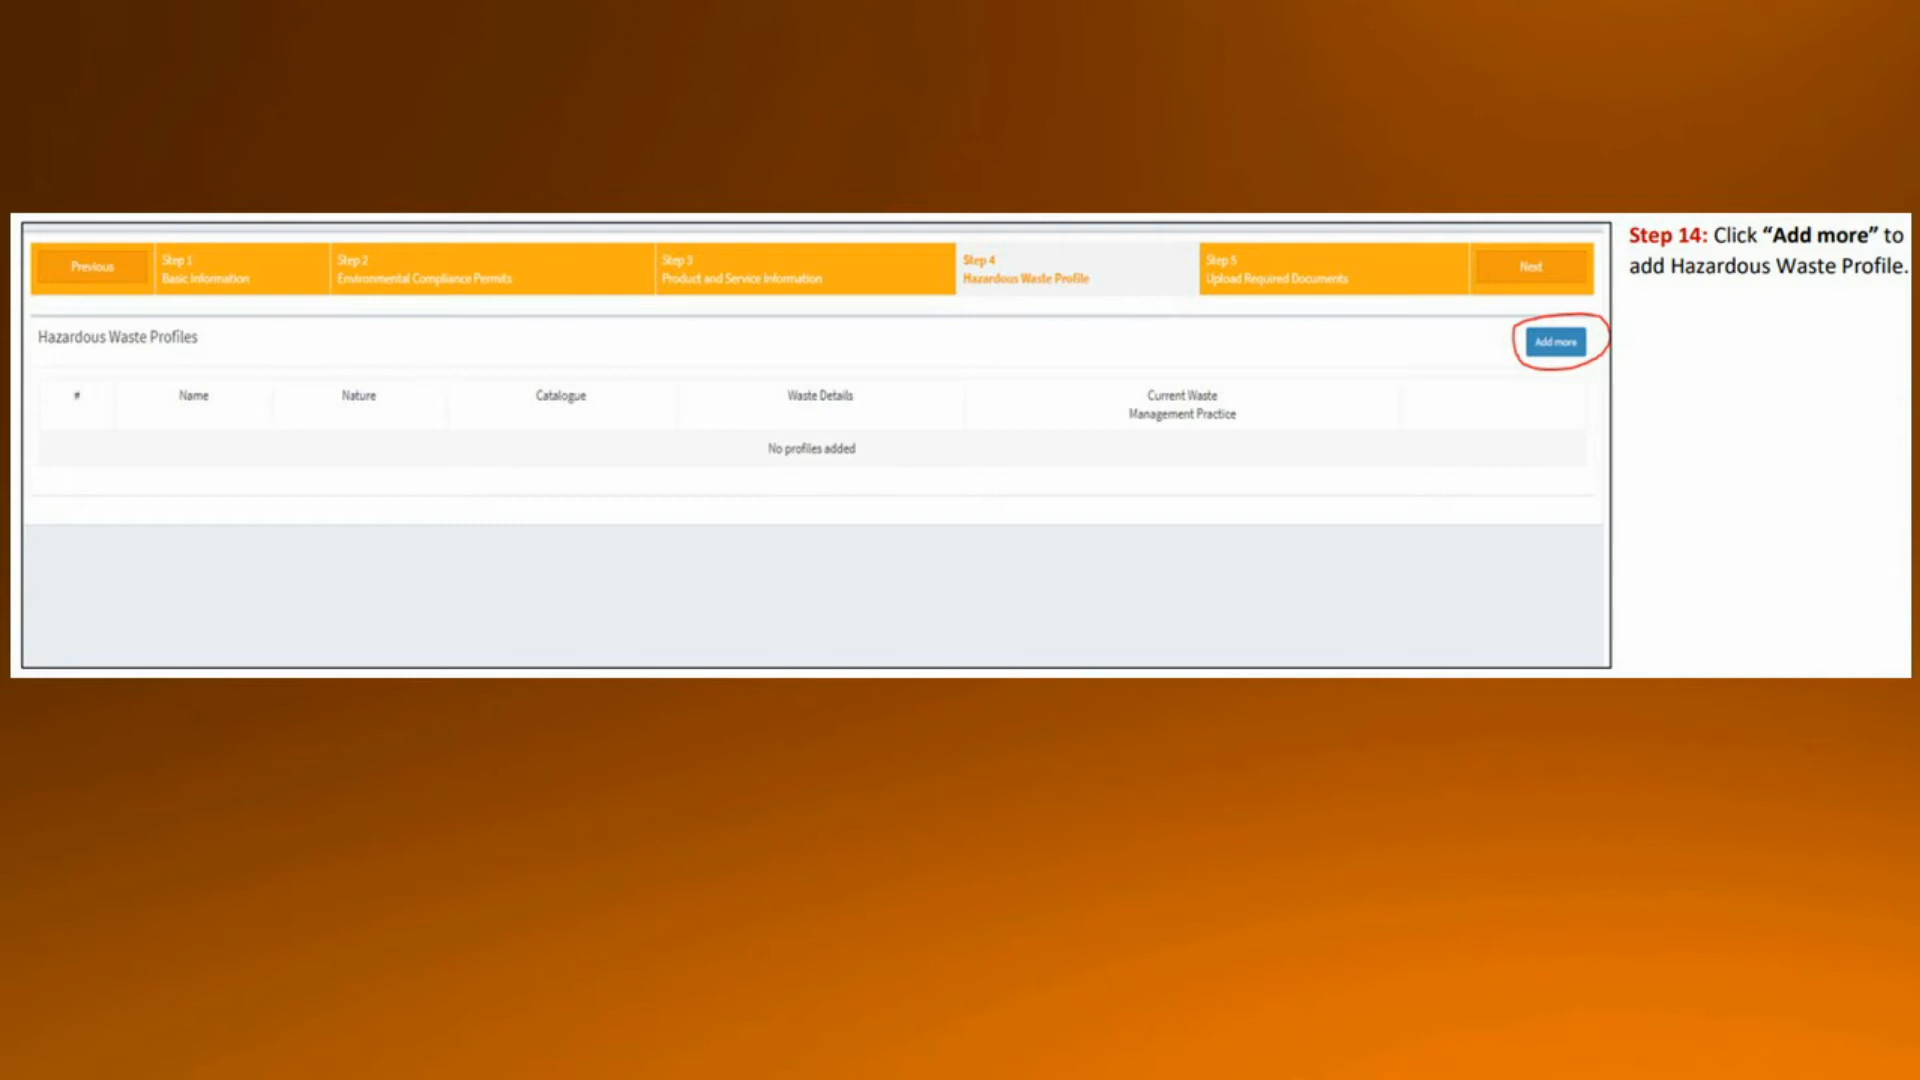 Previous
Step 1
Basic Information
Step 2
Environmental Compliance Permits
Step 3
Product and Service Information
Step 4
Hazardous Waste Profile
Step 5
Upload Required Documents
Next
Step 14: Click “Add more” to
add Hazardous Waste Profile.
Hazardous Waste Profiles
Add more
# Name Nature Catalogue Waste Details Current Waste
Management Practice
No profiles added